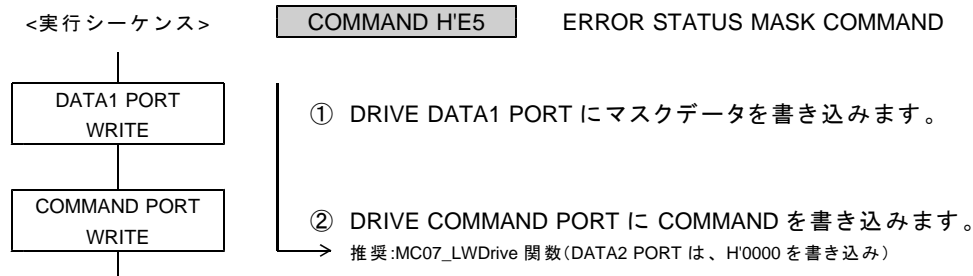 <実行シーケンス>
COMMAND H'E5
ERROR STATUS MASK COMMAND
DATA1 PORT
WRITE
① DRIVE DATA1 PORT にマスクデータを書き込みます。
COMMAND PORT
WRITE
② DRIVE COMMAND PORT に COMMAND を書き込みます。
推奨:MC07_LWDrive 関数(DATA2 PORT は、H'0000 を書き込み)